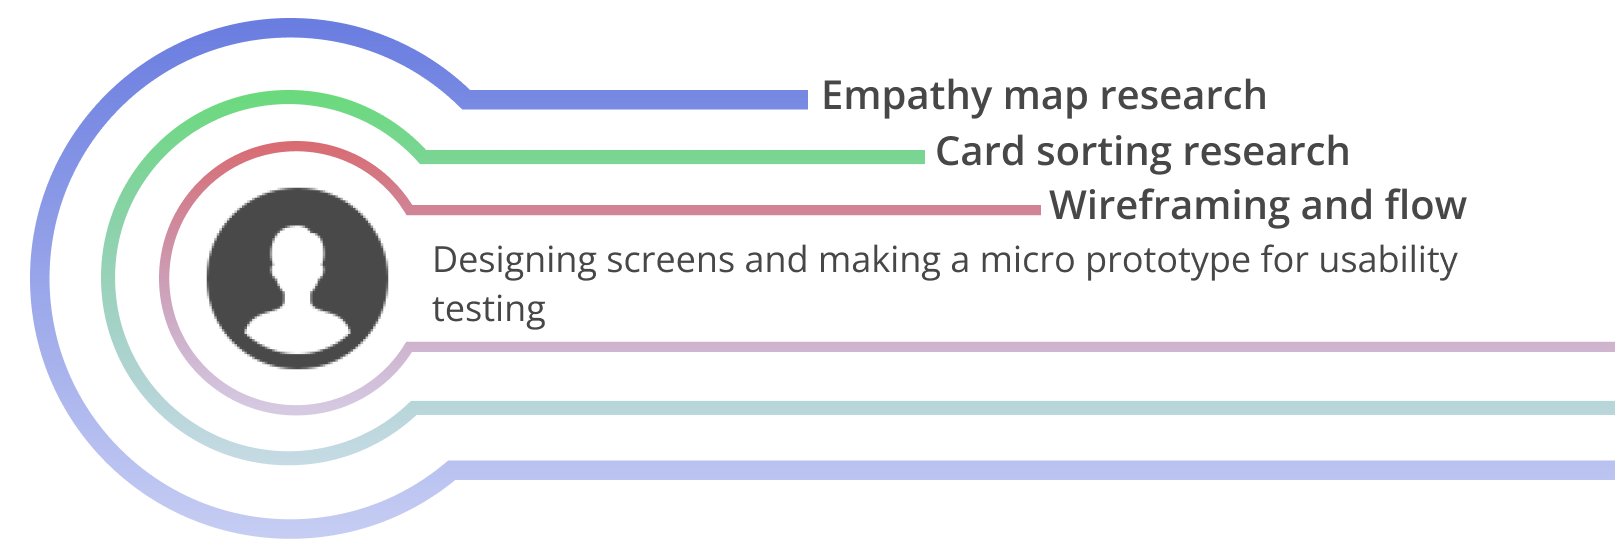 Empathy map research
Card sorting research
Wireframing and flow
Designing screens and making a micro prototype for usability
testing